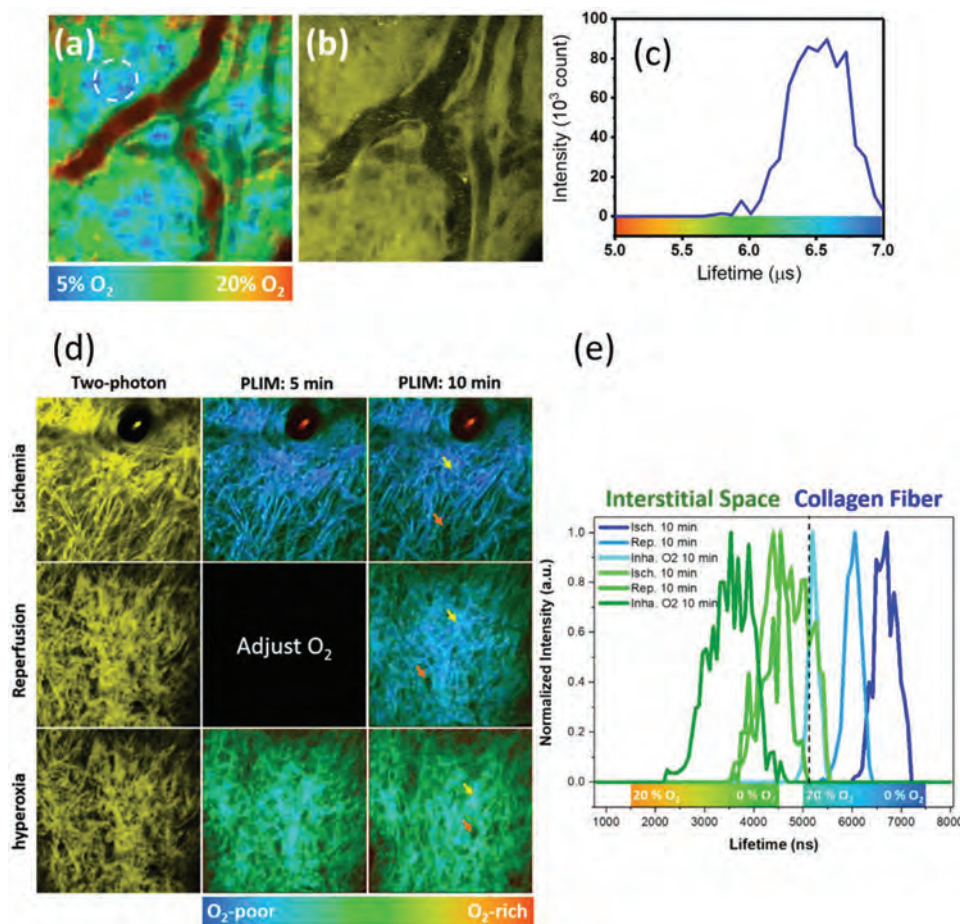 (a)
(b)
5% O₂ 20% O₂
(c)
Intensity (10³ count)
100
80
60
40
20
0
5.0 5.5 6.0 6.5 7.0
Lifetime (μs)
(d)
Two-photon PLIM: 5 min PLIM: 10 min
Ischemia
Reperfusion
Adjust O₂
hyperoxia
O₂-poor O₂-rich
(e)
Interstitial Space Collagen Fiber
Normalized Intensity (a.u.)
1.0
0.8
0.6
0.4
0.2
0.0
Isch. 10 min
Rep. 10 min
Inha. O2 10 min
Isch. 10 min
Rep. 10 min
Inha. O2 10 min
20 % O₂ 0 % O₂ 20 % O₂ 0 % O₂
1000 2000 3000 4000 5000 6000 7000 8000
Lifetime (ns)